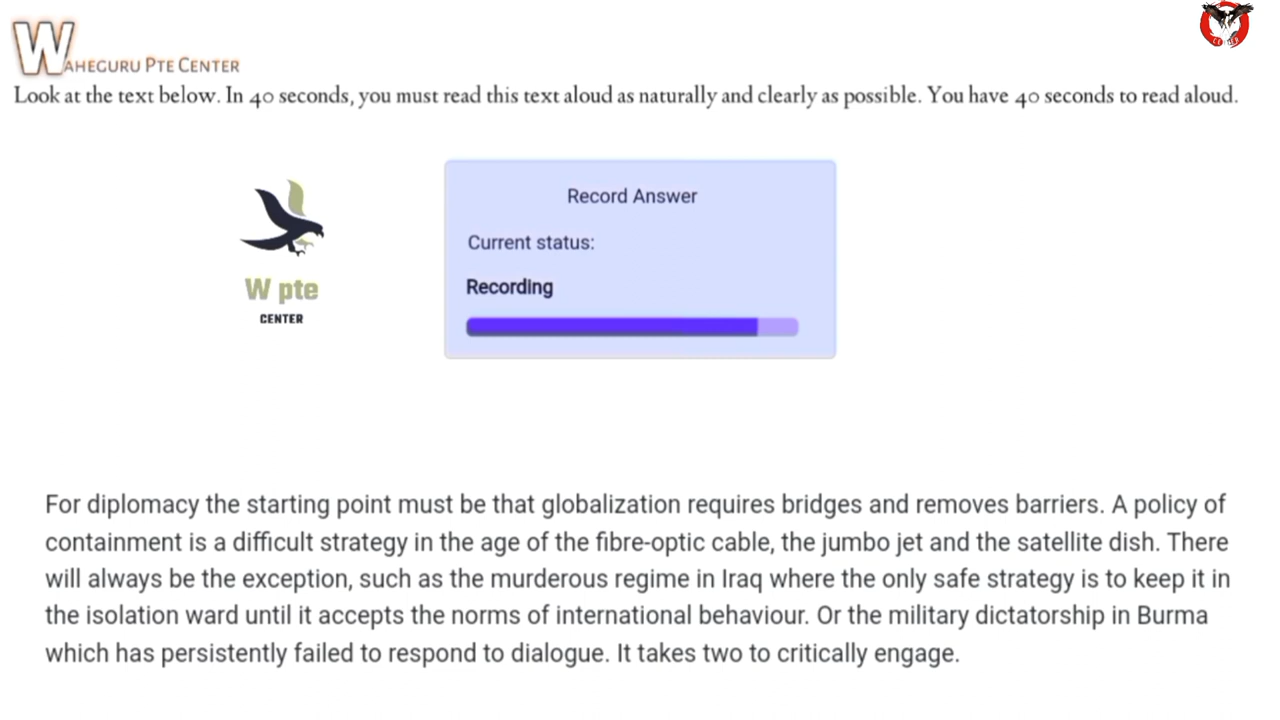 WAHEGURU PTE CENTER
Look at the text below. In 40 seconds, you must read this text aloud as naturally and clearly as possible. You have 40 seconds to read aloud.
Record Answer
Current status:
Recording
W pte
CENTER
For diplomacy the starting point must be that globalization requires bridges and removes barriers. A policy of
containment is a difficult strategy in the age of the fibre-optic cable, the jumbo jet and the satellite dish. There
will always be the exception, such as the murderous regime in Iraq where the only safe strategy is to keep it in
the isolation ward until it accepts the norms of international behaviour. Or the military dictatorship in Burma
which has persistently failed to respond to dialogue. It takes two to critically engage.